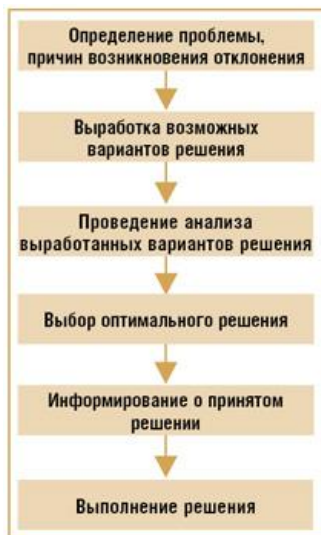 Определение проблемы,
причин возникновения отклонения
Выработка возможных
вариантов решения
Проведение анализа
выработанных вариантов решения
Выбор оптимального решения
Информирование о принятом
решении
Выполнение решения